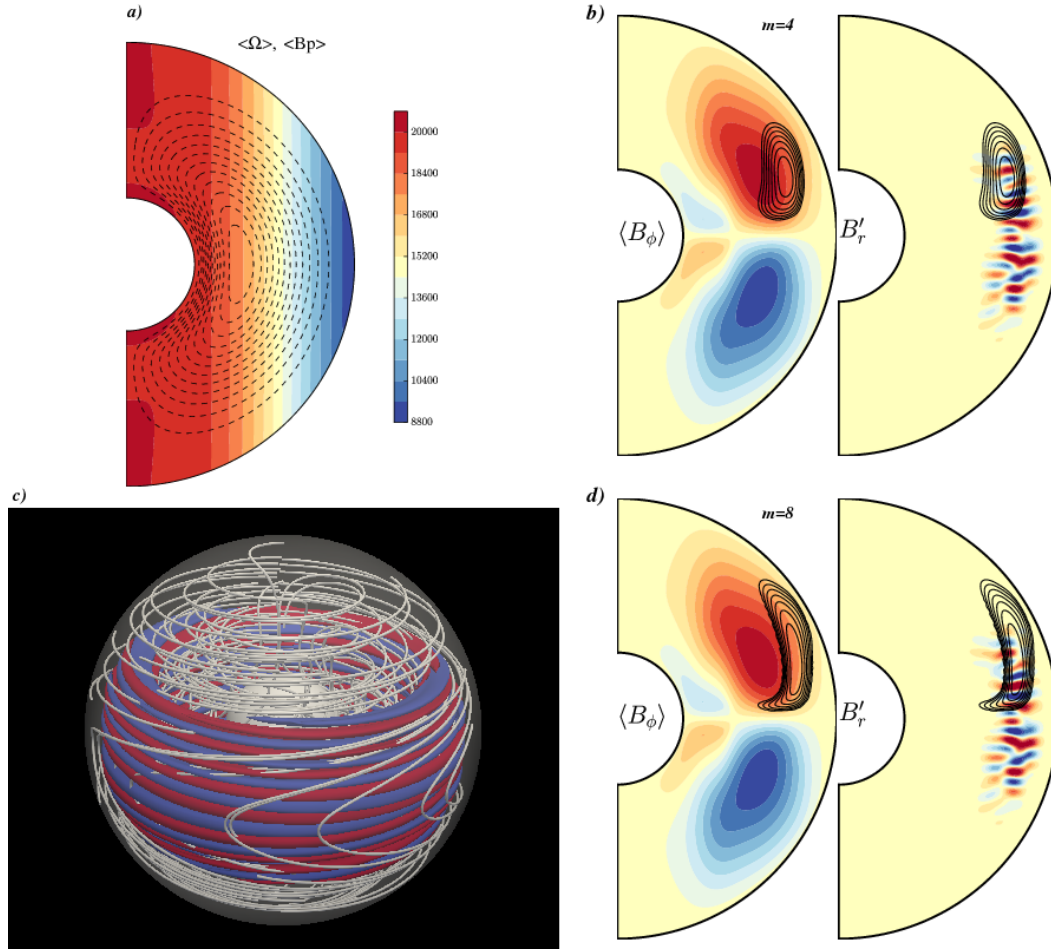 a)
<Ω>, <Bp>
20000
18400
16800
15200
13600
12000
10400
8800
b)
m=4
⟨B_ϕ⟩
B′_r
c)
d)
m=8
⟨B_ϕ⟩
B′_r